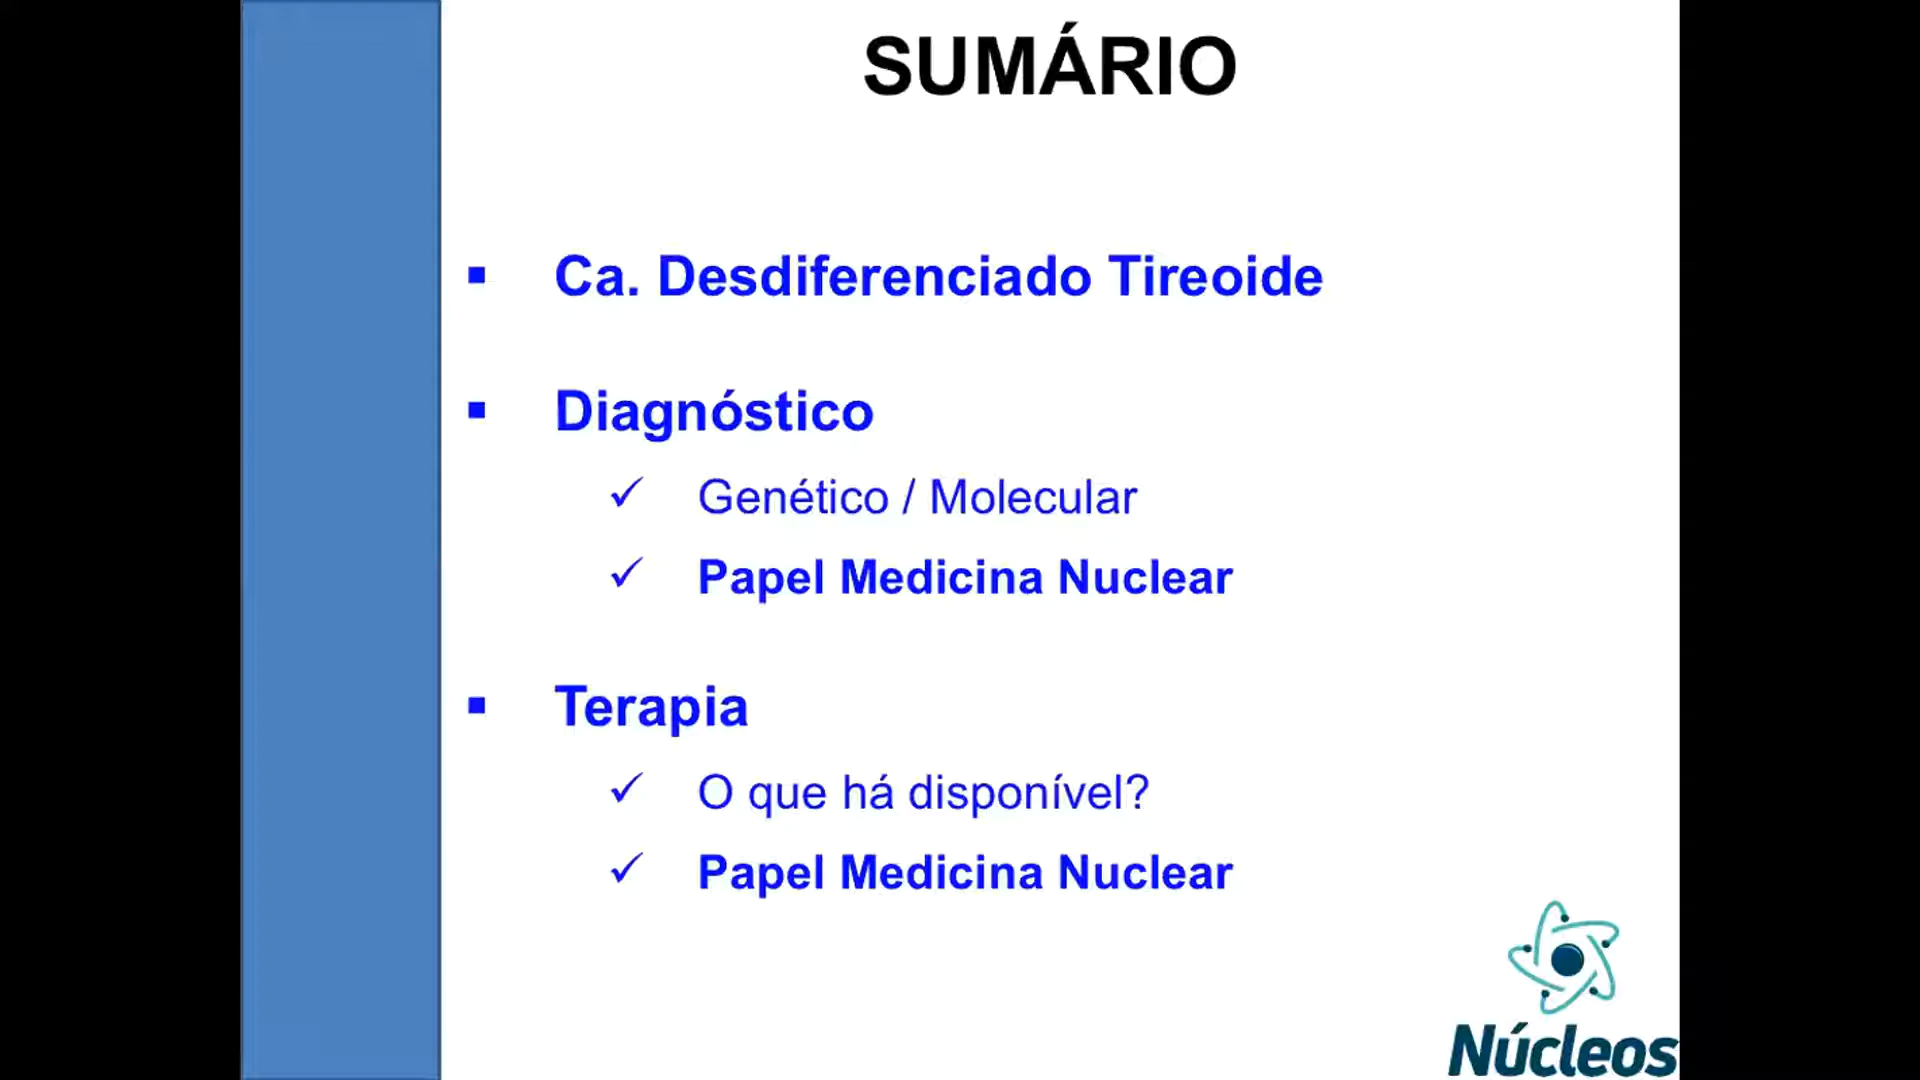 SUMÁRIO
Ca. Desdiferenciado Tireoide
Diagnóstico
Genético / Molecular
Papel Medicina Nuclear
Terapia
O que há disponível?
Papel Medicina Nuclear
Núcleos